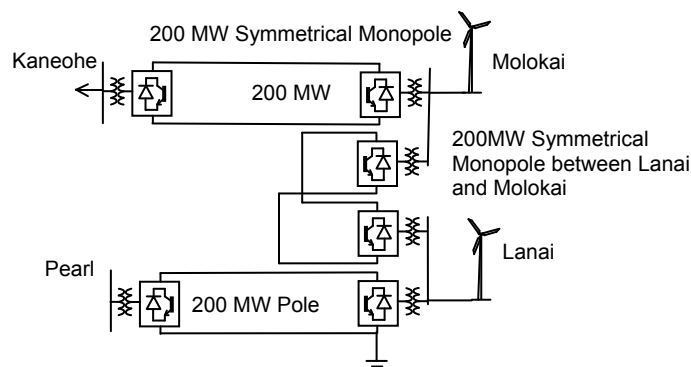 200 MW Symmetrical Monopole
Kaneohe
Molokai
200 MW
200MW Symmetrical
Monopole between Lanai
and Molokai
Pearl
Lanai
200 MW Pole